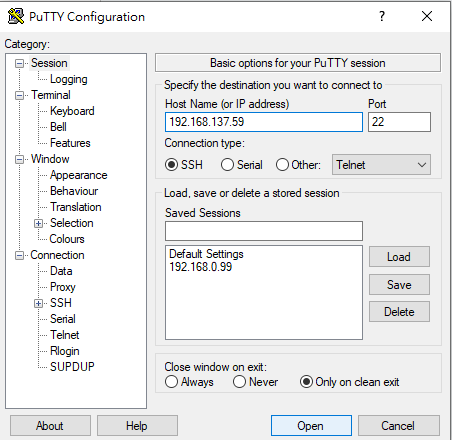 PuTTY Configuration
?
Category:
Session
Logging
Terminal
Keyboard
Bell
Features
Window
Appearance
Behaviour
Translation
Selection
Colours
Connection
Data
Proxy
SSH
Serial
Telnet
Rlogin
SUPDUP
Basic options for your PuTTY session
Specify the destination you want to connect to
Host Name (or IP address) Port
192.168.137.59 22
Connection type:
SSH Serial Other: Telnet
Load, save or delete a stored session
Saved Sessions
Default Settings
192.168.0.99
Load
Save
Delete
Close window on exit:
Always Never Only on clean exit
About Help Open Cancel